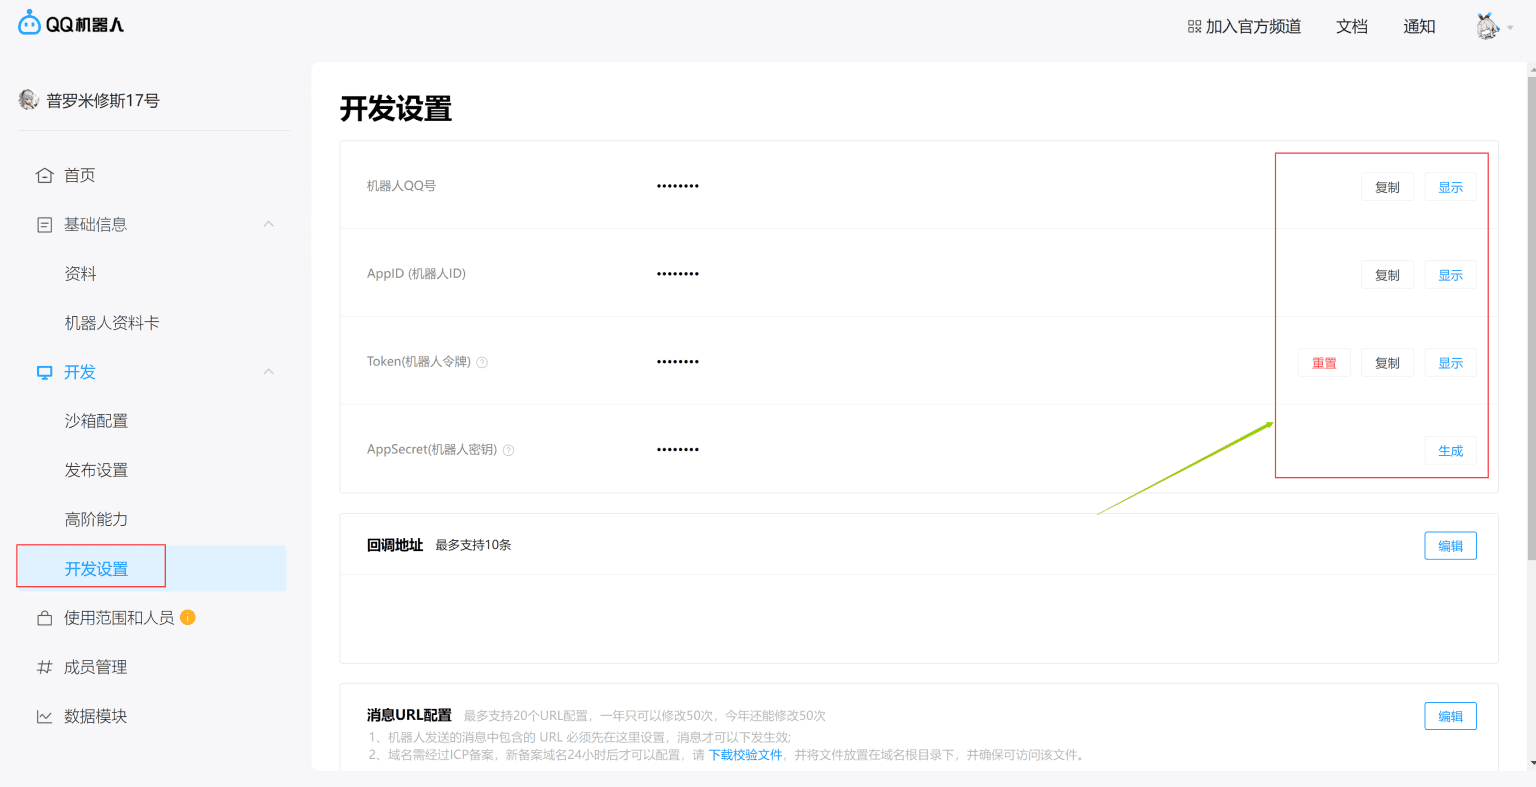 QQ机器人
加入官方频道 文档 通知
普罗米修斯17号
首页
基础信息
资料
机器人资料卡
开发
沙箱配置
发布设置
高阶能力
开发设置
使用范围和人员
成员管理
数据模块
开发设置
机器人QQ号 •••••••• 复制 显示
AppID (机器人ID) •••••••• 复制 显示
Token(机器人令牌) •••••••• 重置 复制 显示
AppSecret(机器人密钥) •••••••• 生成
回调地址 最多支持10条 编辑
消息URL配置 最多支持20个URL配置，一年只可以修改50次，今年还能修改50次 编辑
1、机器人发送的消息中包含的 URL 必须先在这里设置，消息才可以下发生效;
2、域名需经过ICP备案，新备案域名24小时后才可以配置，请 下载校验文件，并将文件放置在域名根目录下，并确保可访问该文件。